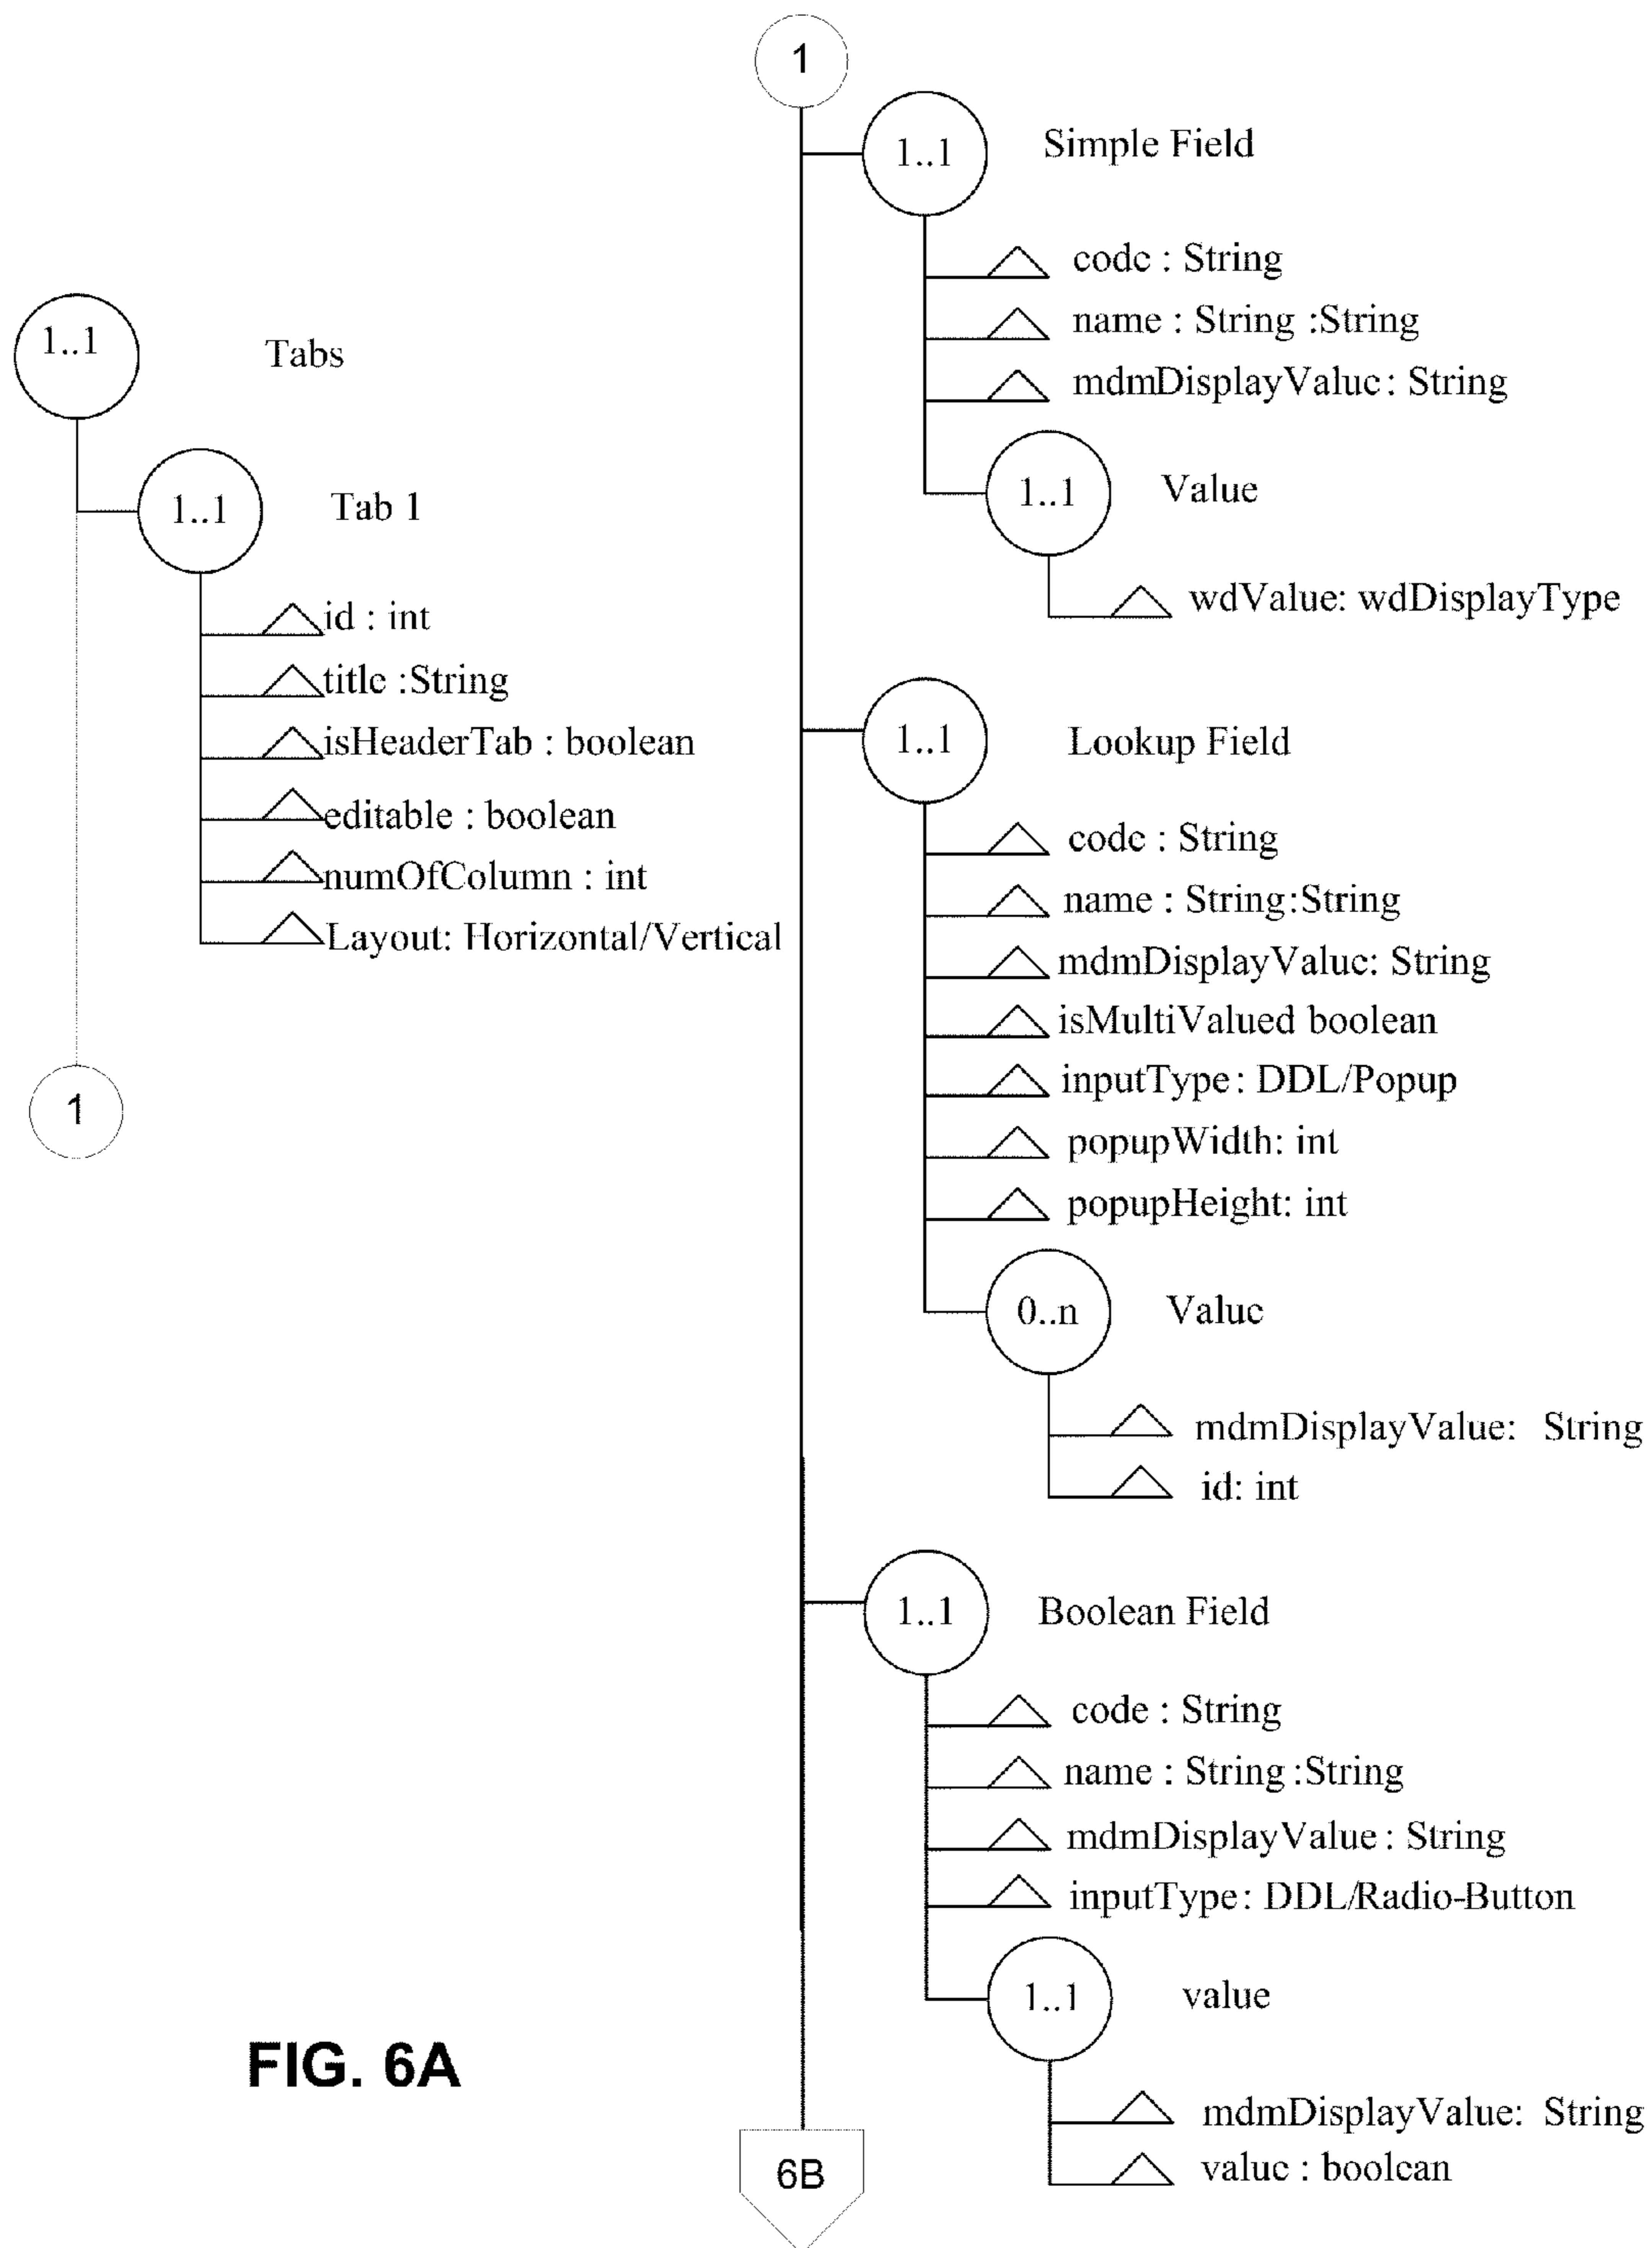 1..1
Tabs
1..1
Tab 1
id : int
title :String
isHeaderTab : boolean
editable : boolean
numOfColumn : int
Layout: Horizontal/Vertical
1
1
1..1
Simple Field
code : String
name : String :String
mdmDisplayValue: String
1..1
Value
wdValue: wdDisplayType
1..1
Lookup Field
code : String
name : String:String
mdmDisplayValue: String
isMultiValued boolean
inputType: DDL/Popup
popupWidth: int
popupHeight: int
0..n
Value
mdmDisplayValue: String
id: int
1..1
Boolean Field
code : String
name : String :String
mdmDisplayValue : String
inputType: DDL/Radio-Button
1..1
value
mdmDisplayValue: String
value : boolean
6B
FIG. 6A